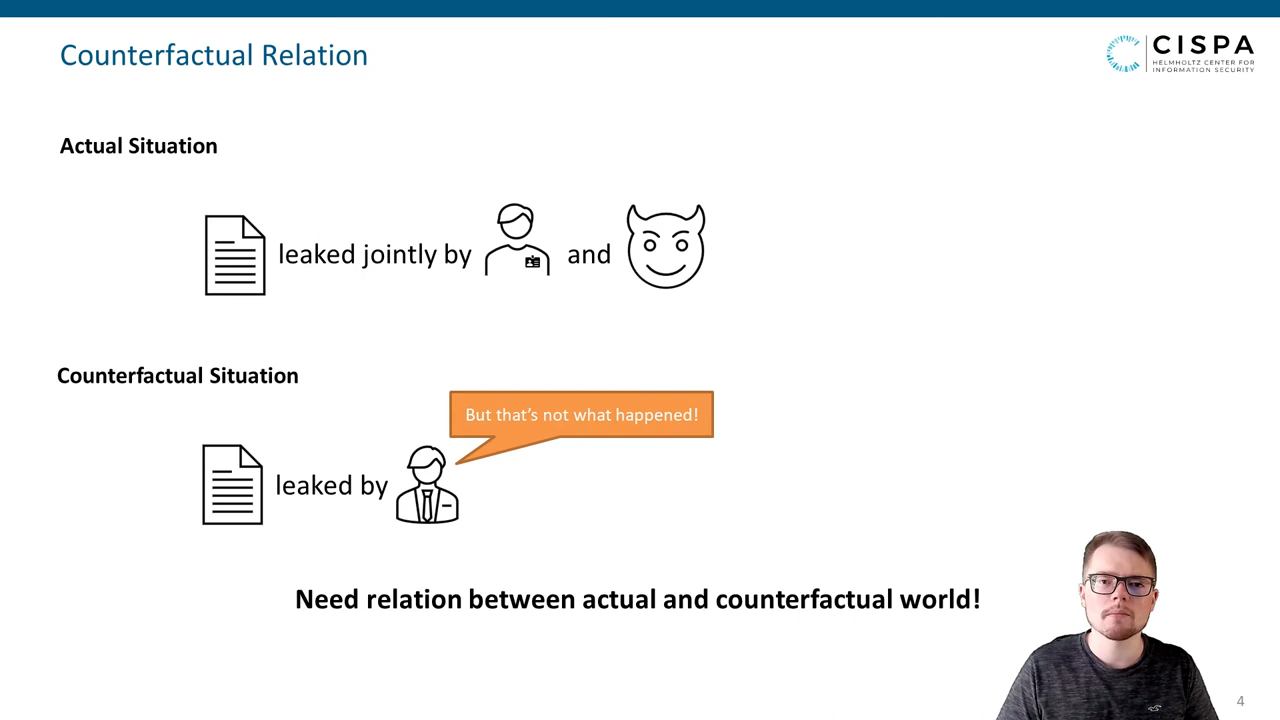 Counterfactual Relation
CISPA
HELMHOLTZ CENTER FOR
INFORMATION SECURITY
Actual Situation
leaked jointly by and
Counterfactual Situation
But that's not what happened!
leaked by
Need relation between actual and counterfactual world!
4